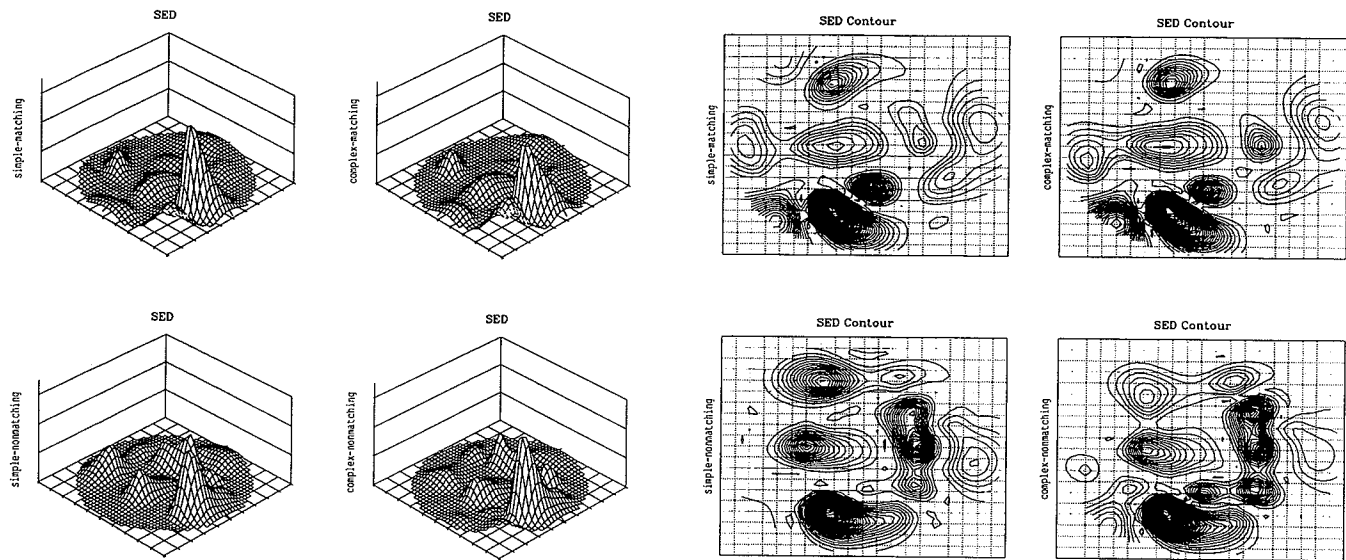 SED
SED
SED Contour
SED Contour
simple-matching
complex-matching
simple-matching
complex-matching
SED
SED
SED Contour
SED Contour
simple-nonmatching
complex-nonmatching
simple-nonmatching
complex-nonmatching